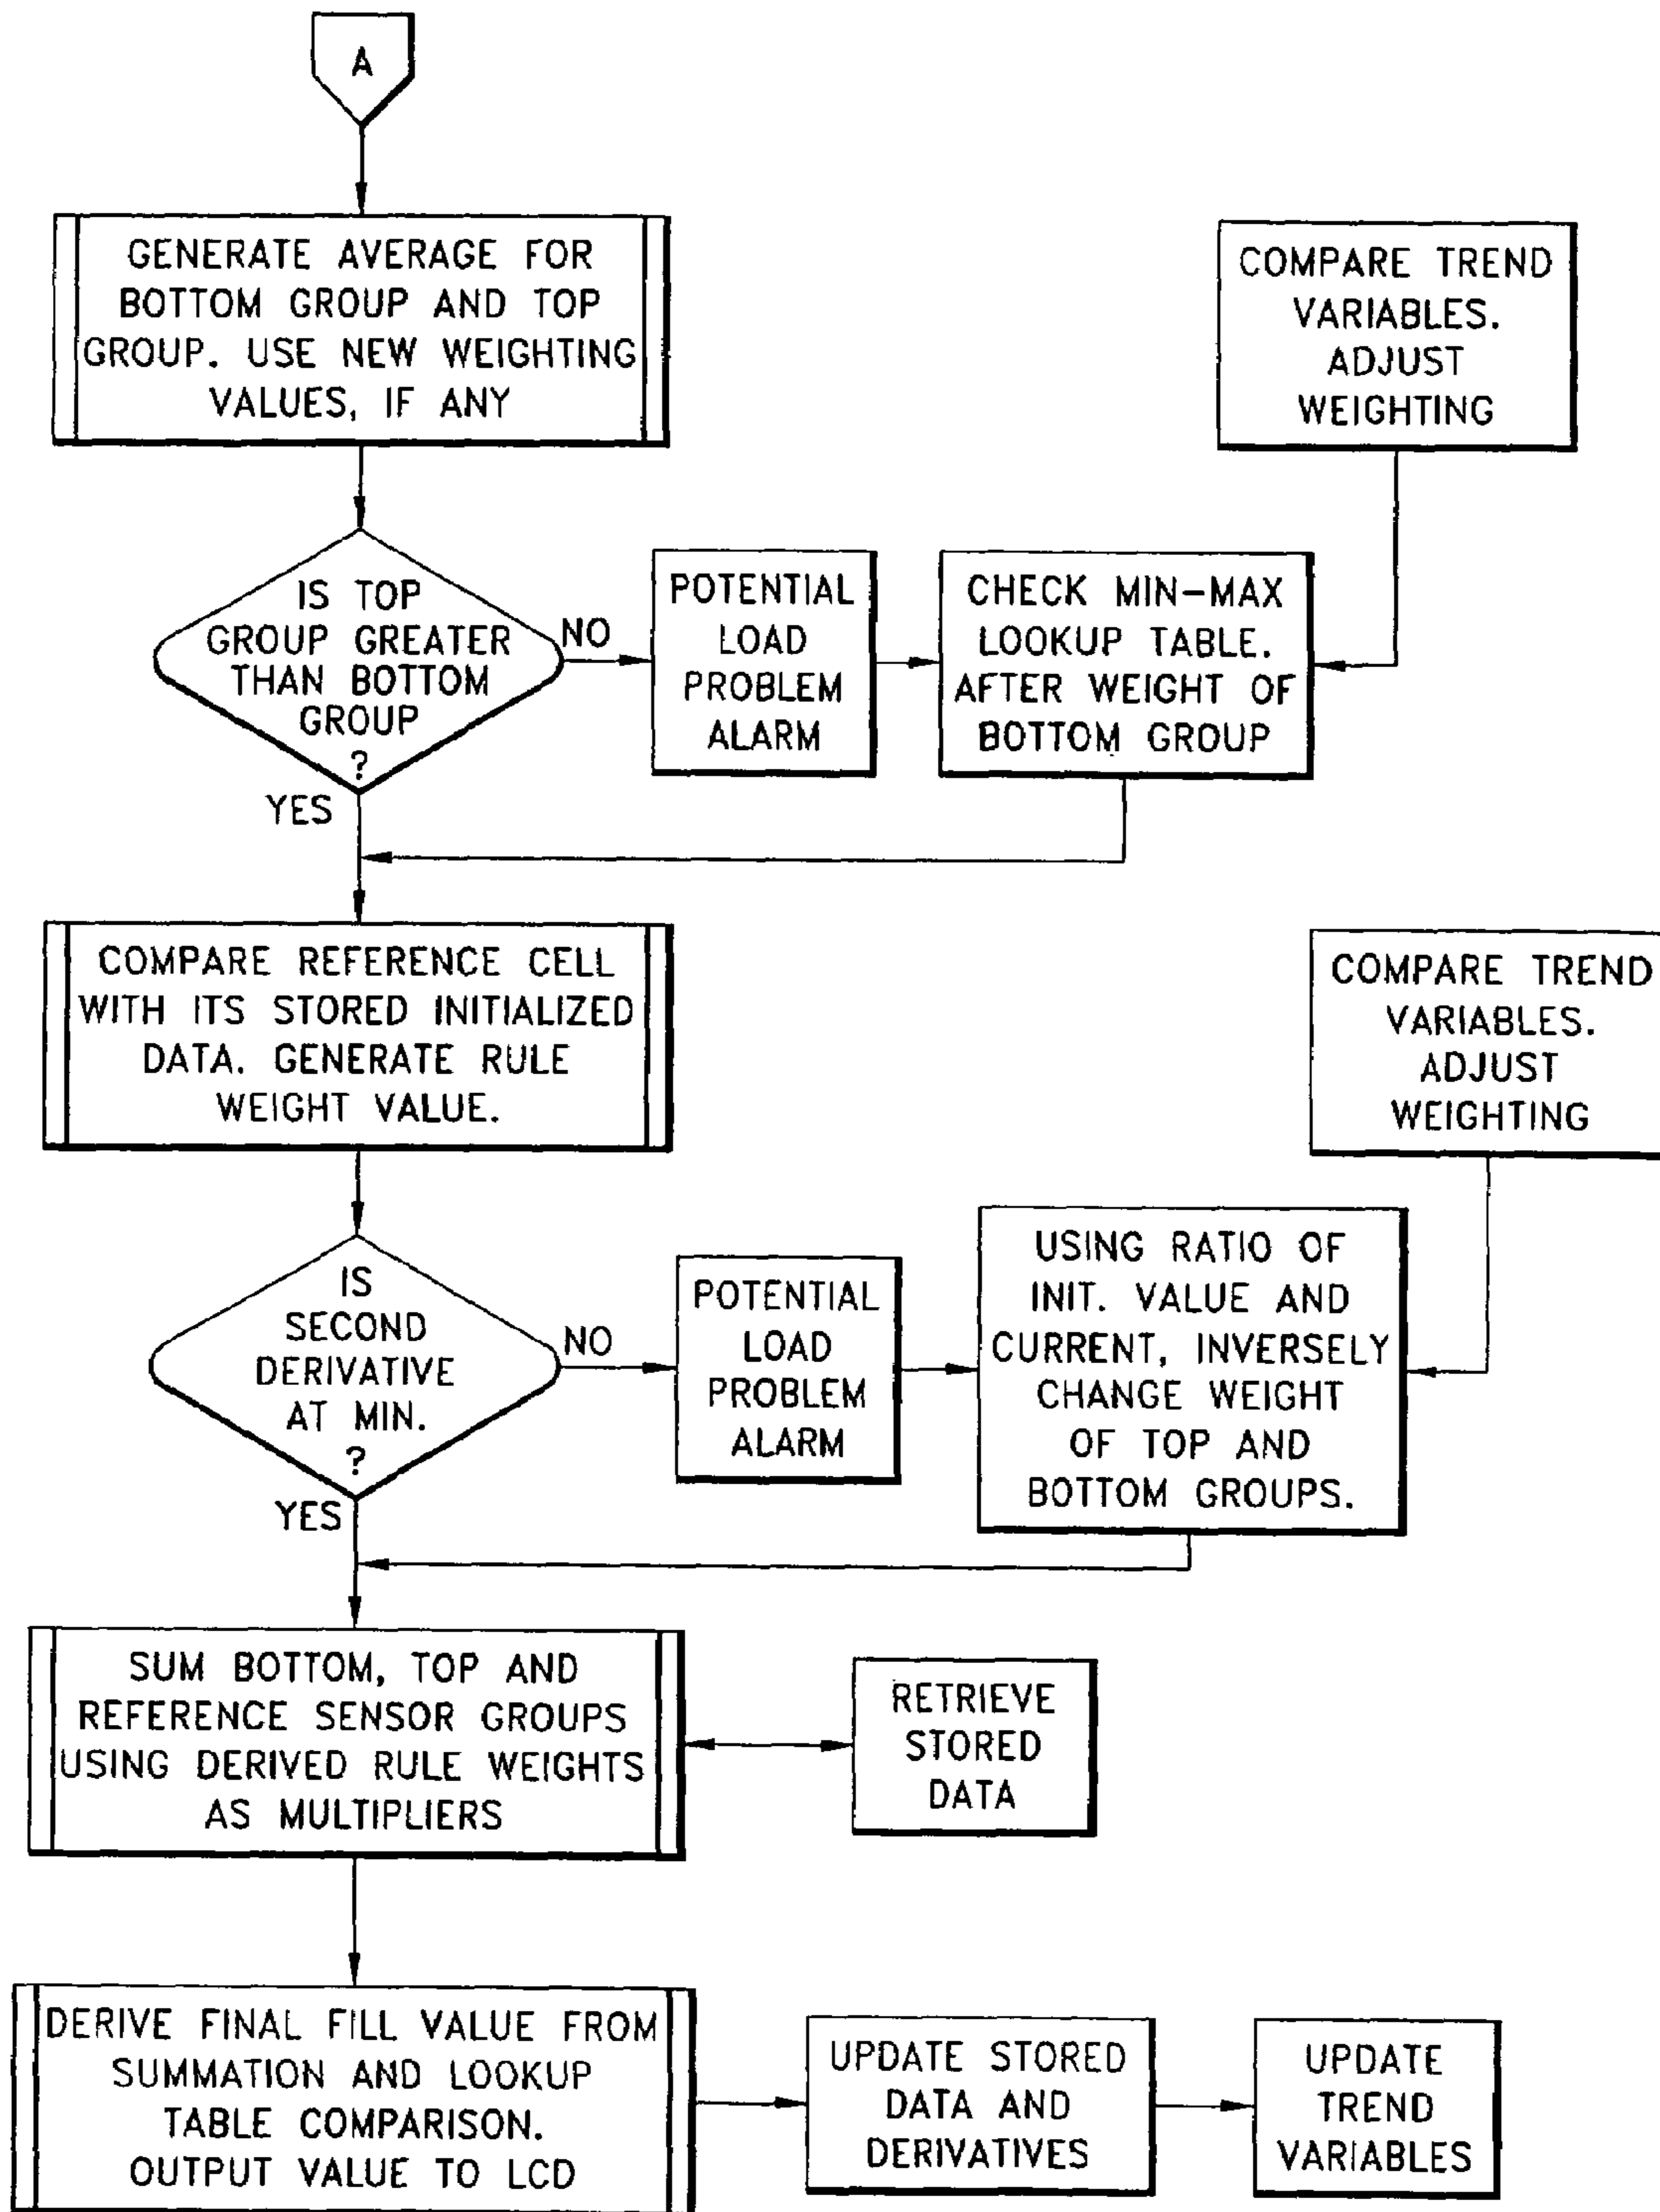 A
GENERATE AVERAGE FOR
BOTTOM GROUP AND TOP
GROUP. USE NEW WEIGHTING
VALUES, IF ANY
COMPARE TREND
VARIABLES.
ADJUST
WEIGHTING
IS TOP
GROUP GREATER
THAN BOTTOM
GROUP
?
NO
YES
POTENTIAL
LOAD
PROBLEM
ALARM
CHECK MIN-MAX
LOOKUP TABLE.
AFTER WEIGHT OF
BOTTOM GROUP
COMPARE REFERENCE CELL
WITH ITS STORED INITIALIZED
DATA. GENERATE RULE
WEIGHT VALUE.
COMPARE TREND
VARIABLES.
ADJUST
WEIGHTING
IS
SECOND
DERIVATIVE
AT MIN.
?
NO
YES
POTENTIAL
LOAD
PROBLEM
ALARM
USING RATIO OF
INIT. VALUE AND
CURRENT, INVERSELY
CHANGE WEIGHT
OF TOP AND
BOTTOM GROUPS.
SUM BOTTOM, TOP AND
REFERENCE SENSOR GROUPS
USING DERIVED RULE WEIGHTS
AS MULTIPLIERS
RETRIEVE
STORED
DATA
DERIVE FINAL FILL VALUE FROM
SUMMATION AND LOOKUP
TABLE COMPARISON.
OUTPUT VALUE TO LCD
UPDATE STORED
DATA AND
DERIVATIVES
UPDATE
TREND
VARIABLES